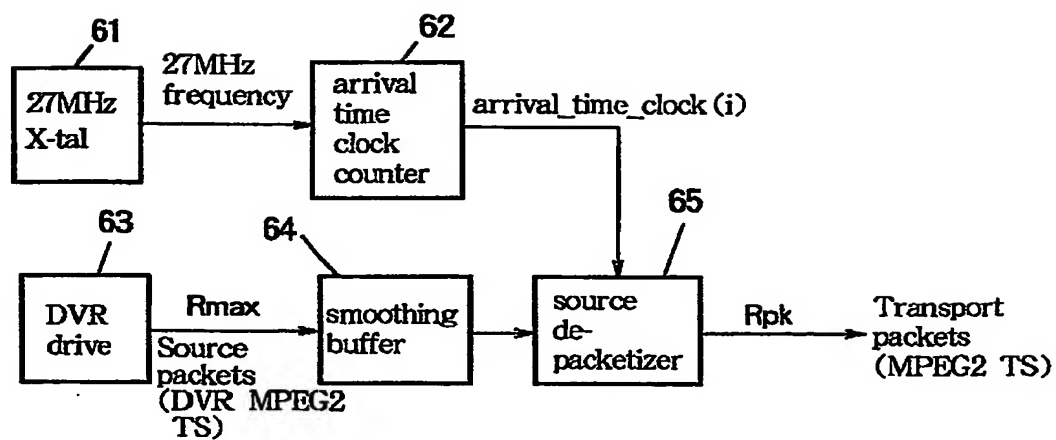 61
27MHz
X-tal
27MHz
frequency
62
arrival
time
clock
counter
arrival_time_clock (i)
63
DVR
drive
Rmax
Source
packets
(DVR MPEG2
TS)
64
smoothing
buffer
65
source
de-
packetizer
Rpk
Transport
packets
(MPEG2 TS)